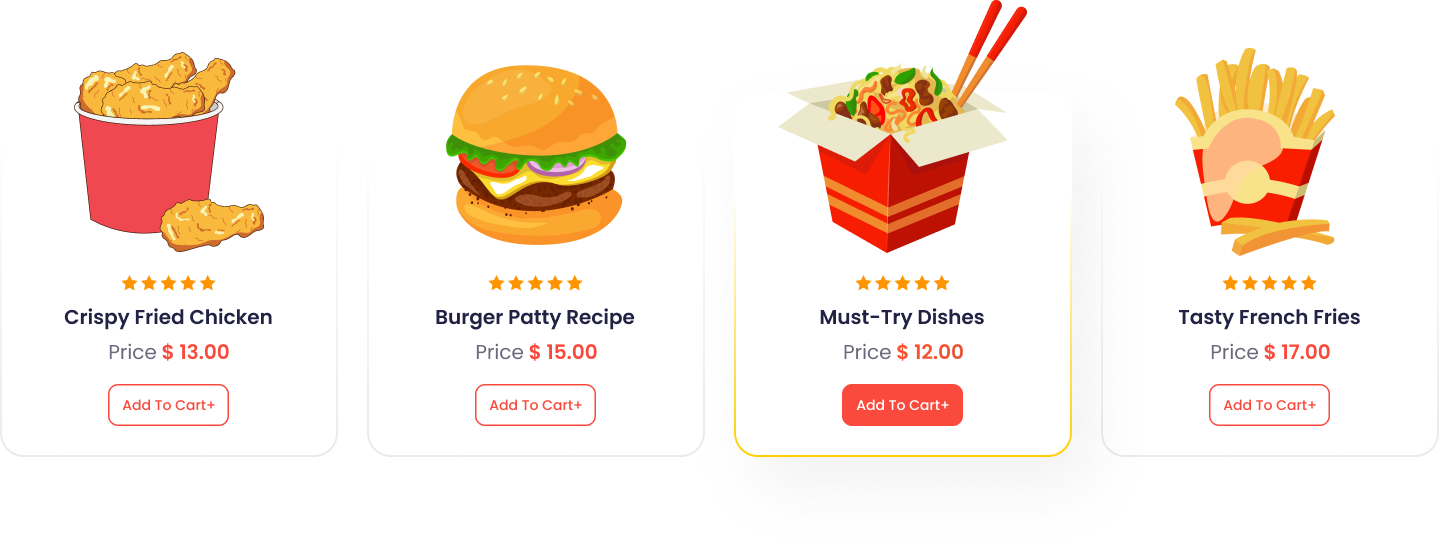 Crispy Fried Chicken
Price $ 13.00
Add To Cart+
Burger Patty Recipe
Price $ 15.00
Add To Cart+
Must-Try Dishes
Price $ 12.00
Add To Cart+
Tasty French Fries
Price $ 17.00
Add To Cart+